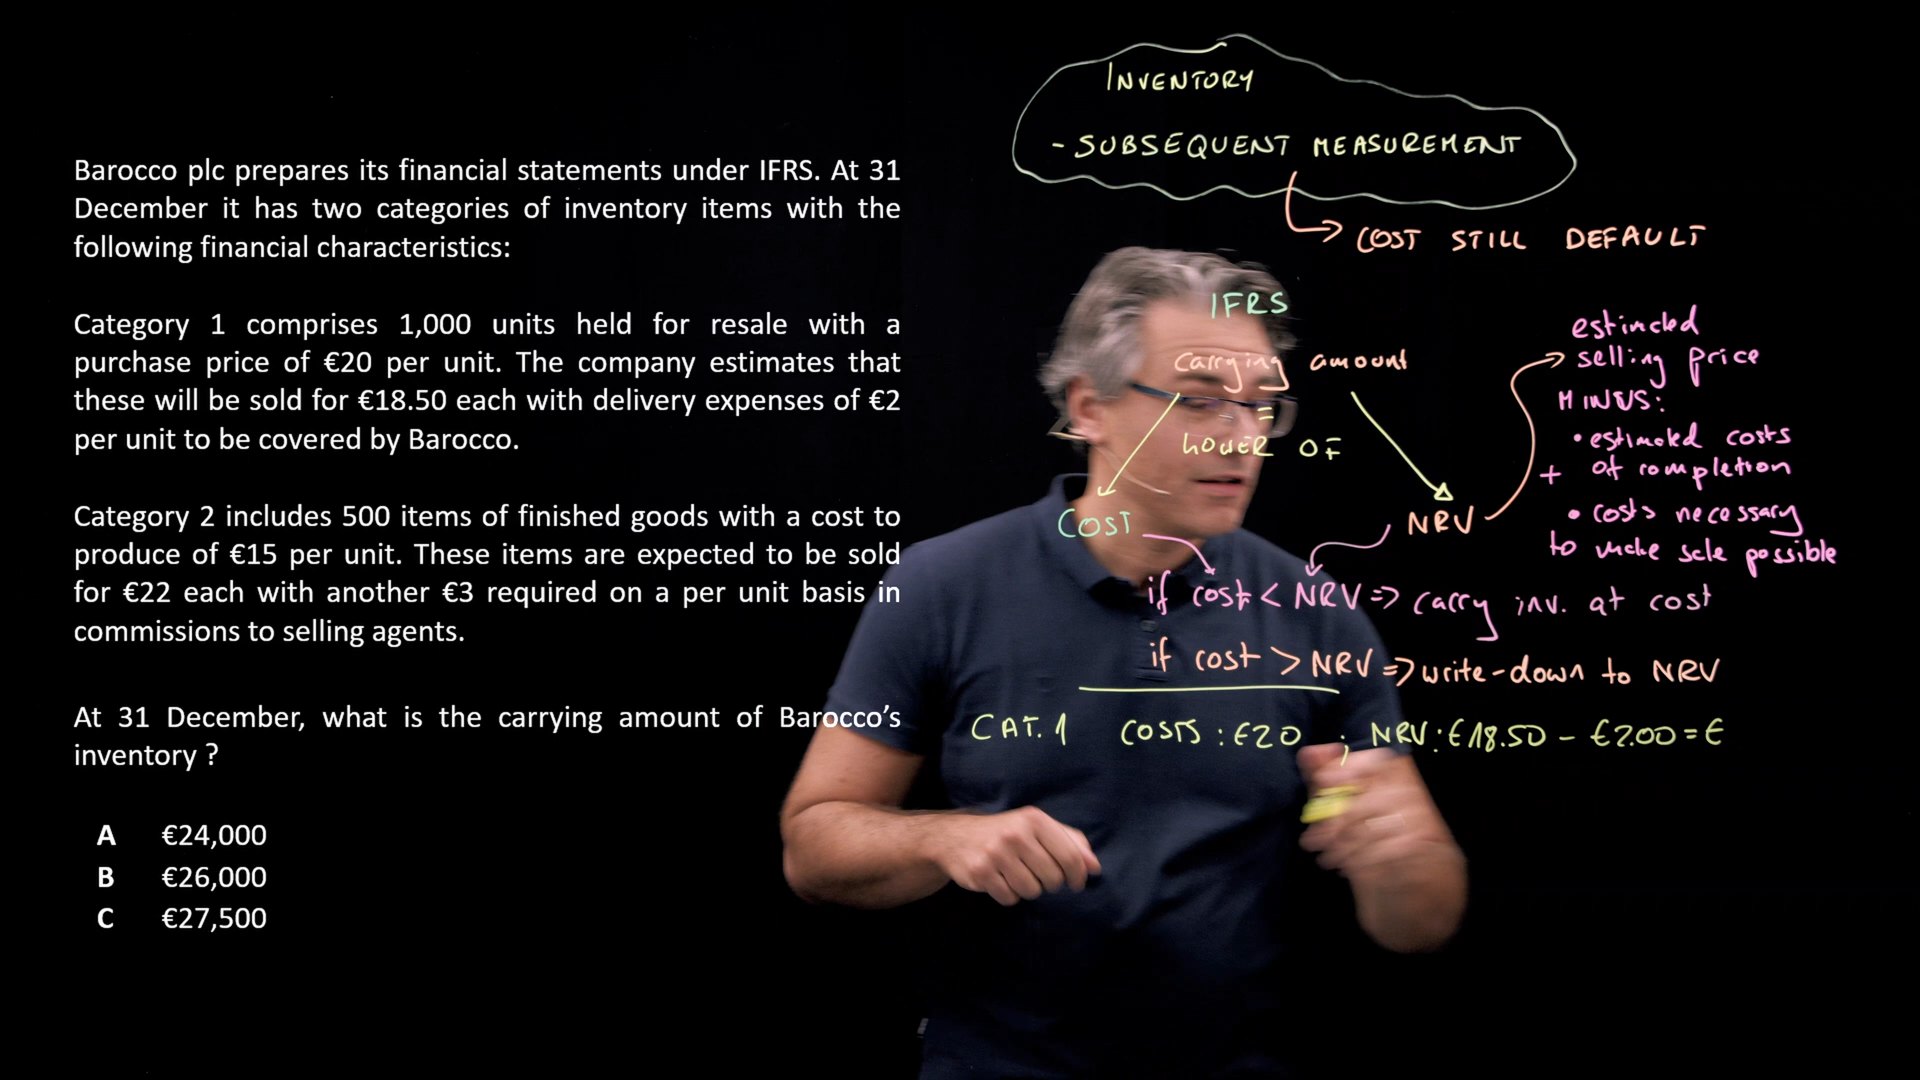 Barocco plc prepares its financial statements under IFRS. At 31
December it has two categories of inventory items with the
following financial characteristics:
Category 1 comprises 1,000 units held for resale with a
purchase price of €20 per unit. The company estimates that
these will be sold for €18.50 each with delivery expenses of €2
per unit to be covered by Barocco.
Category 2 includes 500 items of finished goods with a cost to
produce of €15 per unit. These items are expected to be sold
for €22 each with another €3 required on a per unit basis in
commissions to selling agents.
At 31 December, what is the carrying amount of Barocco’s
inventory ?
A €24,000
B €26,000
C €27,500
INVENTORY
- SUBSEQUENT MEASUREMENT
COST STILL DEFAULT
IFRS
carrying amount
=
LOWER OF
COST
NRV
estimated
selling price
MINUS:
• estimated costs
+ of completion
• costs necessary
to make sale possible
if cost < NRV => carry inv. at cost
if cost > NRV => write-down to NRV
CAT. 1 COSTS : €20 ; NRV: €18.50 - €2.00 = €